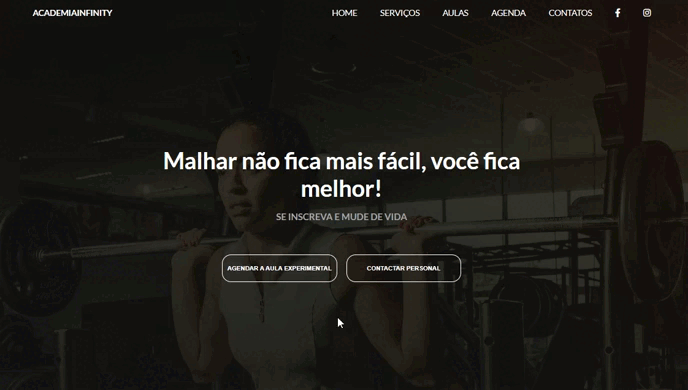 ACADEMIAINFINITY
HOME SERVIÇOS AULAS AGENDA CONTATOS
Malhar não fica mais fácil, você fica
melhor!
SE INSCREVA E MUDE DE VIDA
AGENDAR A AULA EXPERIMENTAL CONTACTAR PERSONAL